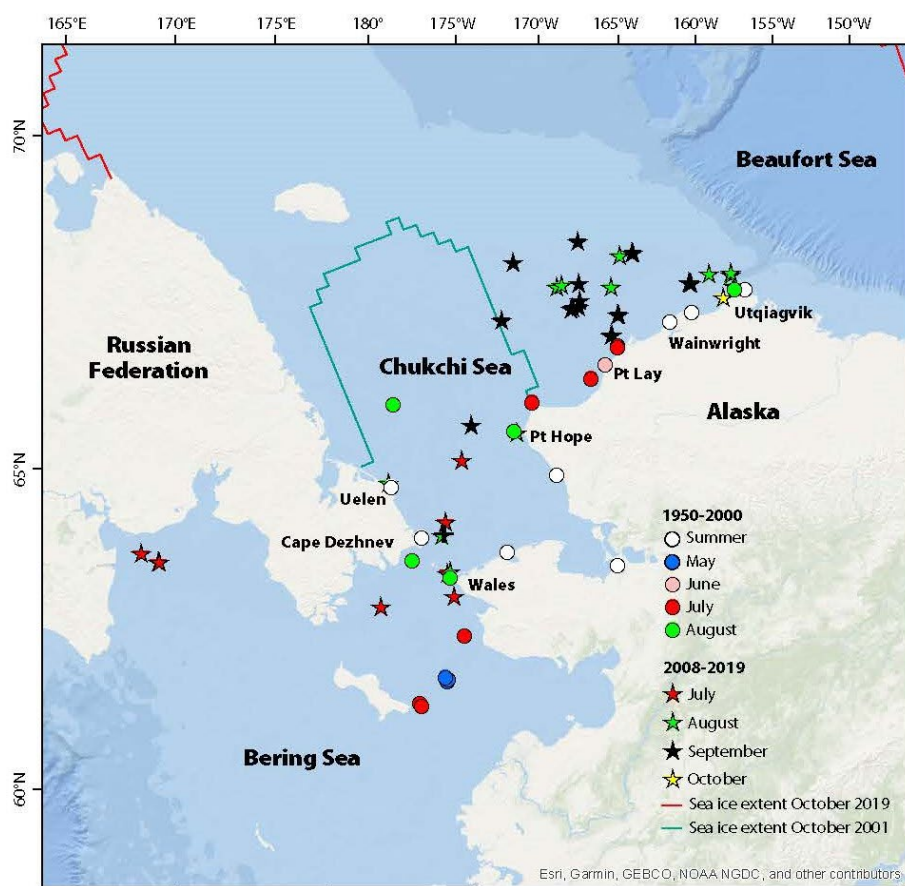 165°E 170°E 180° 175°W 170°W 165°W 160°W 155°W 150°W
70°N
Beaufort Sea
Utqiagvik
Wainwright
Russian
Federation
Chukchi Sea
Pt Lay
Alaska
Pt Hope
65°N
Uelen
Cape Dezhnev
Wales
1950-2000
Summer
May
June
July
August
2008-2019
July
August
September
October
Sea ice extent October 2019
Sea ice extent October 2001
Bering Sea
60°N
Esri, Garmin, GEBCO, NOAA NGDC, and other contributors